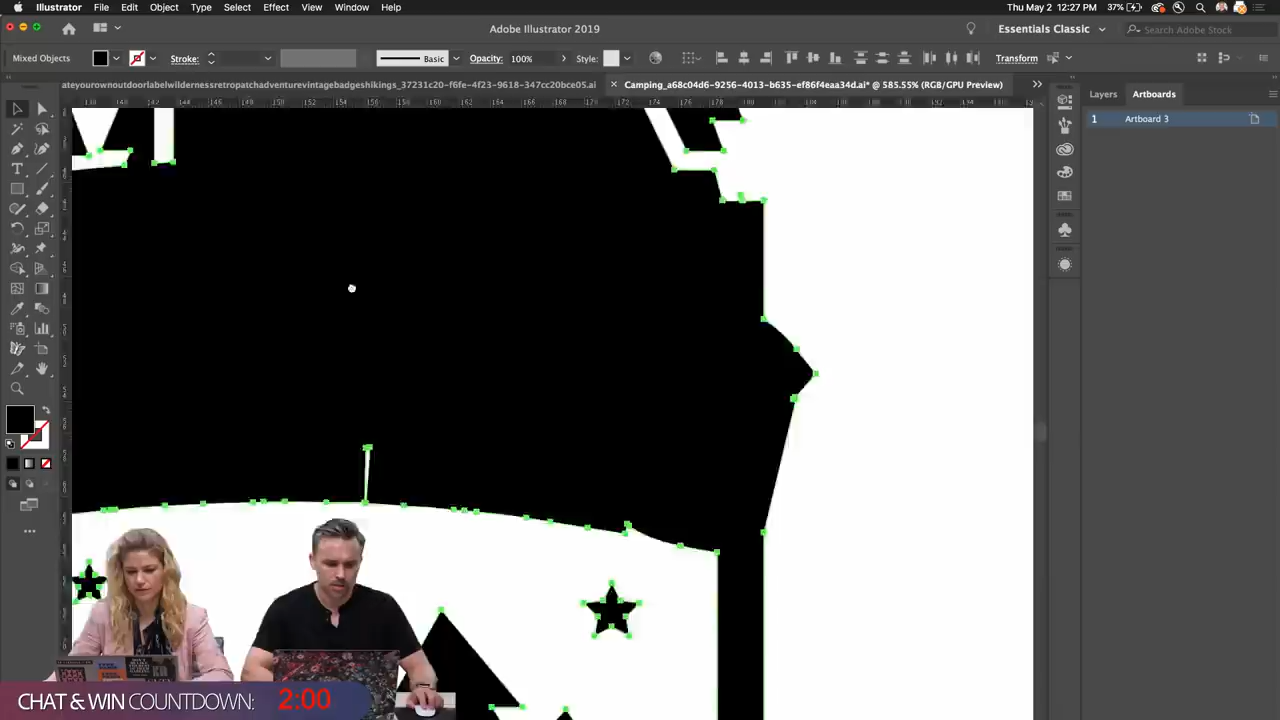 Illustrator File Edit Object Type Select Effect View Window Help
37% Thu May 2 12:27 PM
Adobe Illustrator 2019
Essentials Classic
Search Adobe Stock
Mixed Objects
Stroke:
Basic
Opacity: 100%
Style:
Transform
ateyourownoutdoorlabelwildernessretropatchadventurevintagebadgeshikings_37231c20-f6fe-4f23-9618-347cc20bce05.ai
Camping_a68c04d6-9256-4013-b635-ef86f4eaa34d.ai* @ 585.55% (RGB/GPU Preview)
Layers Artboards
1 Artboard 3
CHAT & WIN COUNTDOWN: 2:00